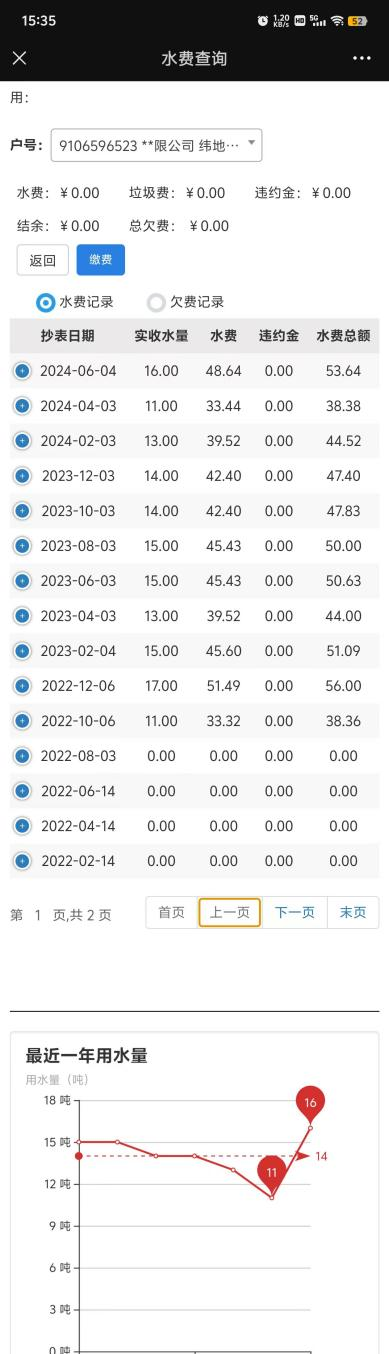 15:35
1.20 KB/s HD 5G 52
水费查询
用:
户号: 9106596523 **限公司 纬地…
水费: ¥0.00 垃圾费: ¥0.00 违约金: ¥0.00
结余: ¥0.00 总欠费: ¥0.00
返回 缴费
水费记录 欠费记录
抄表日期 实收水量 水费 违约金 水费总额
2024-06-04 16.00 48.64 0.00 53.64
2024-04-03 11.00 33.44 0.00 38.38
2024-02-03 13.00 39.52 0.00 44.52
2023-12-03 14.00 42.40 0.00 47.40
2023-10-03 14.00 42.40 0.00 47.83
2023-08-03 15.00 45.43 0.00 50.00
2023-06-03 15.00 45.43 0.00 50.63
2023-04-03 13.00 39.52 0.00 44.00
2023-02-04 15.00 45.60 0.00 51.09
2022-12-06 17.00 51.49 0.00 56.00
2022-10-06 11.00 33.32 0.00 38.36
2022-08-03 0.00 0.00 0.00 0.00
2022-06-14 0.00 0.00 0.00 0.00
2022-04-14 0.00 0.00 0.00 0.00
2022-02-14 0.00 0.00 0.00 0.00
第 1 页,共 2 页 首页 上一页 下一页 末页
最近一年用水量
用水量（吨）
18 吨
16
15 吨
14
12 吨
11
9 吨
6 吨
3 吨
0 吨